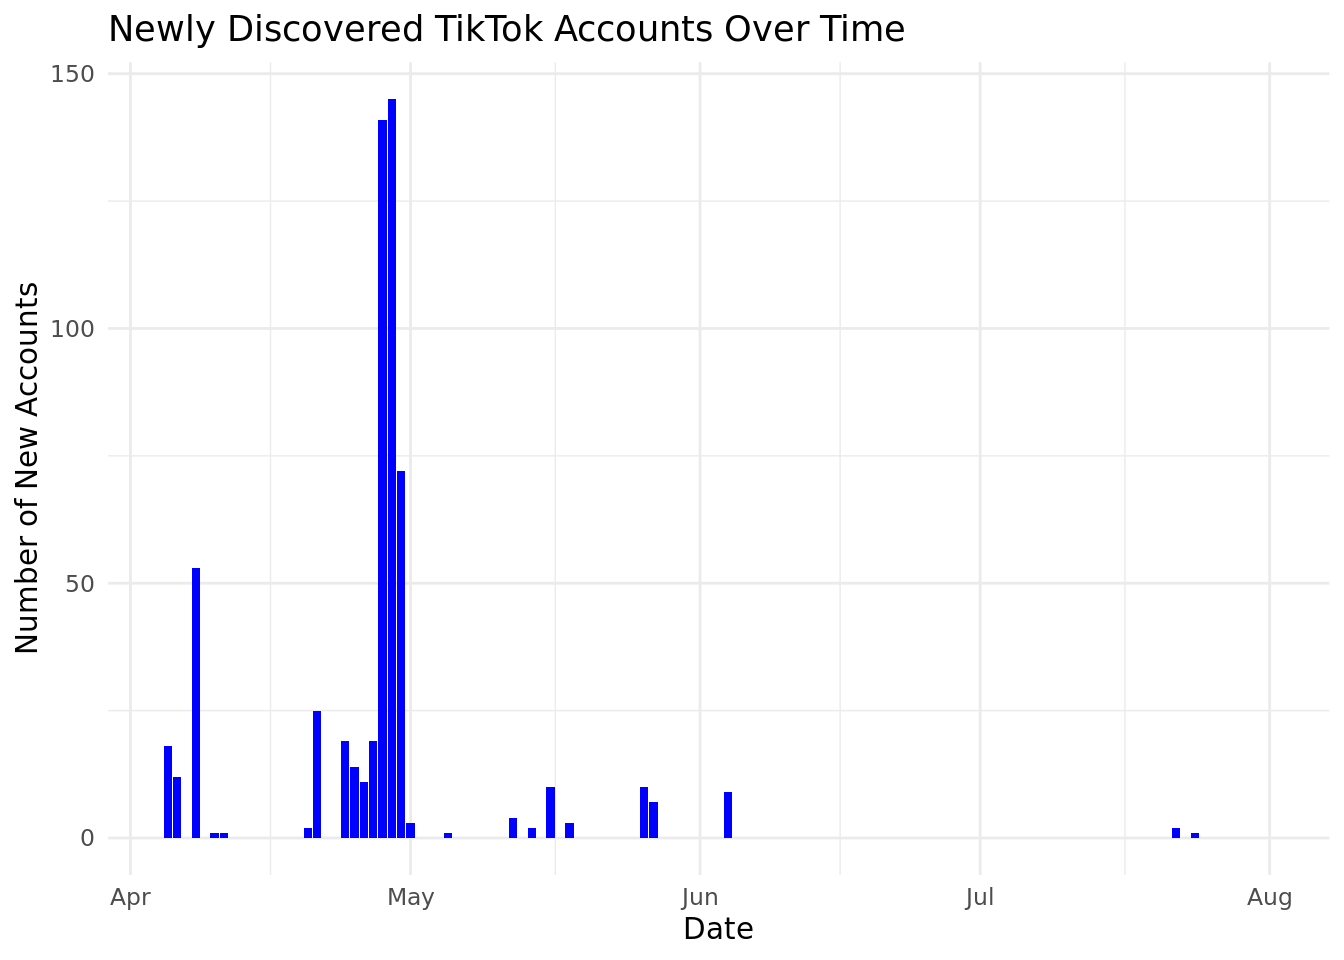 Newly Discovered TikTok Accounts Over Time
Number of New Accounts
150
100
50
0
Apr
May
Jun
Jul
Aug
Date